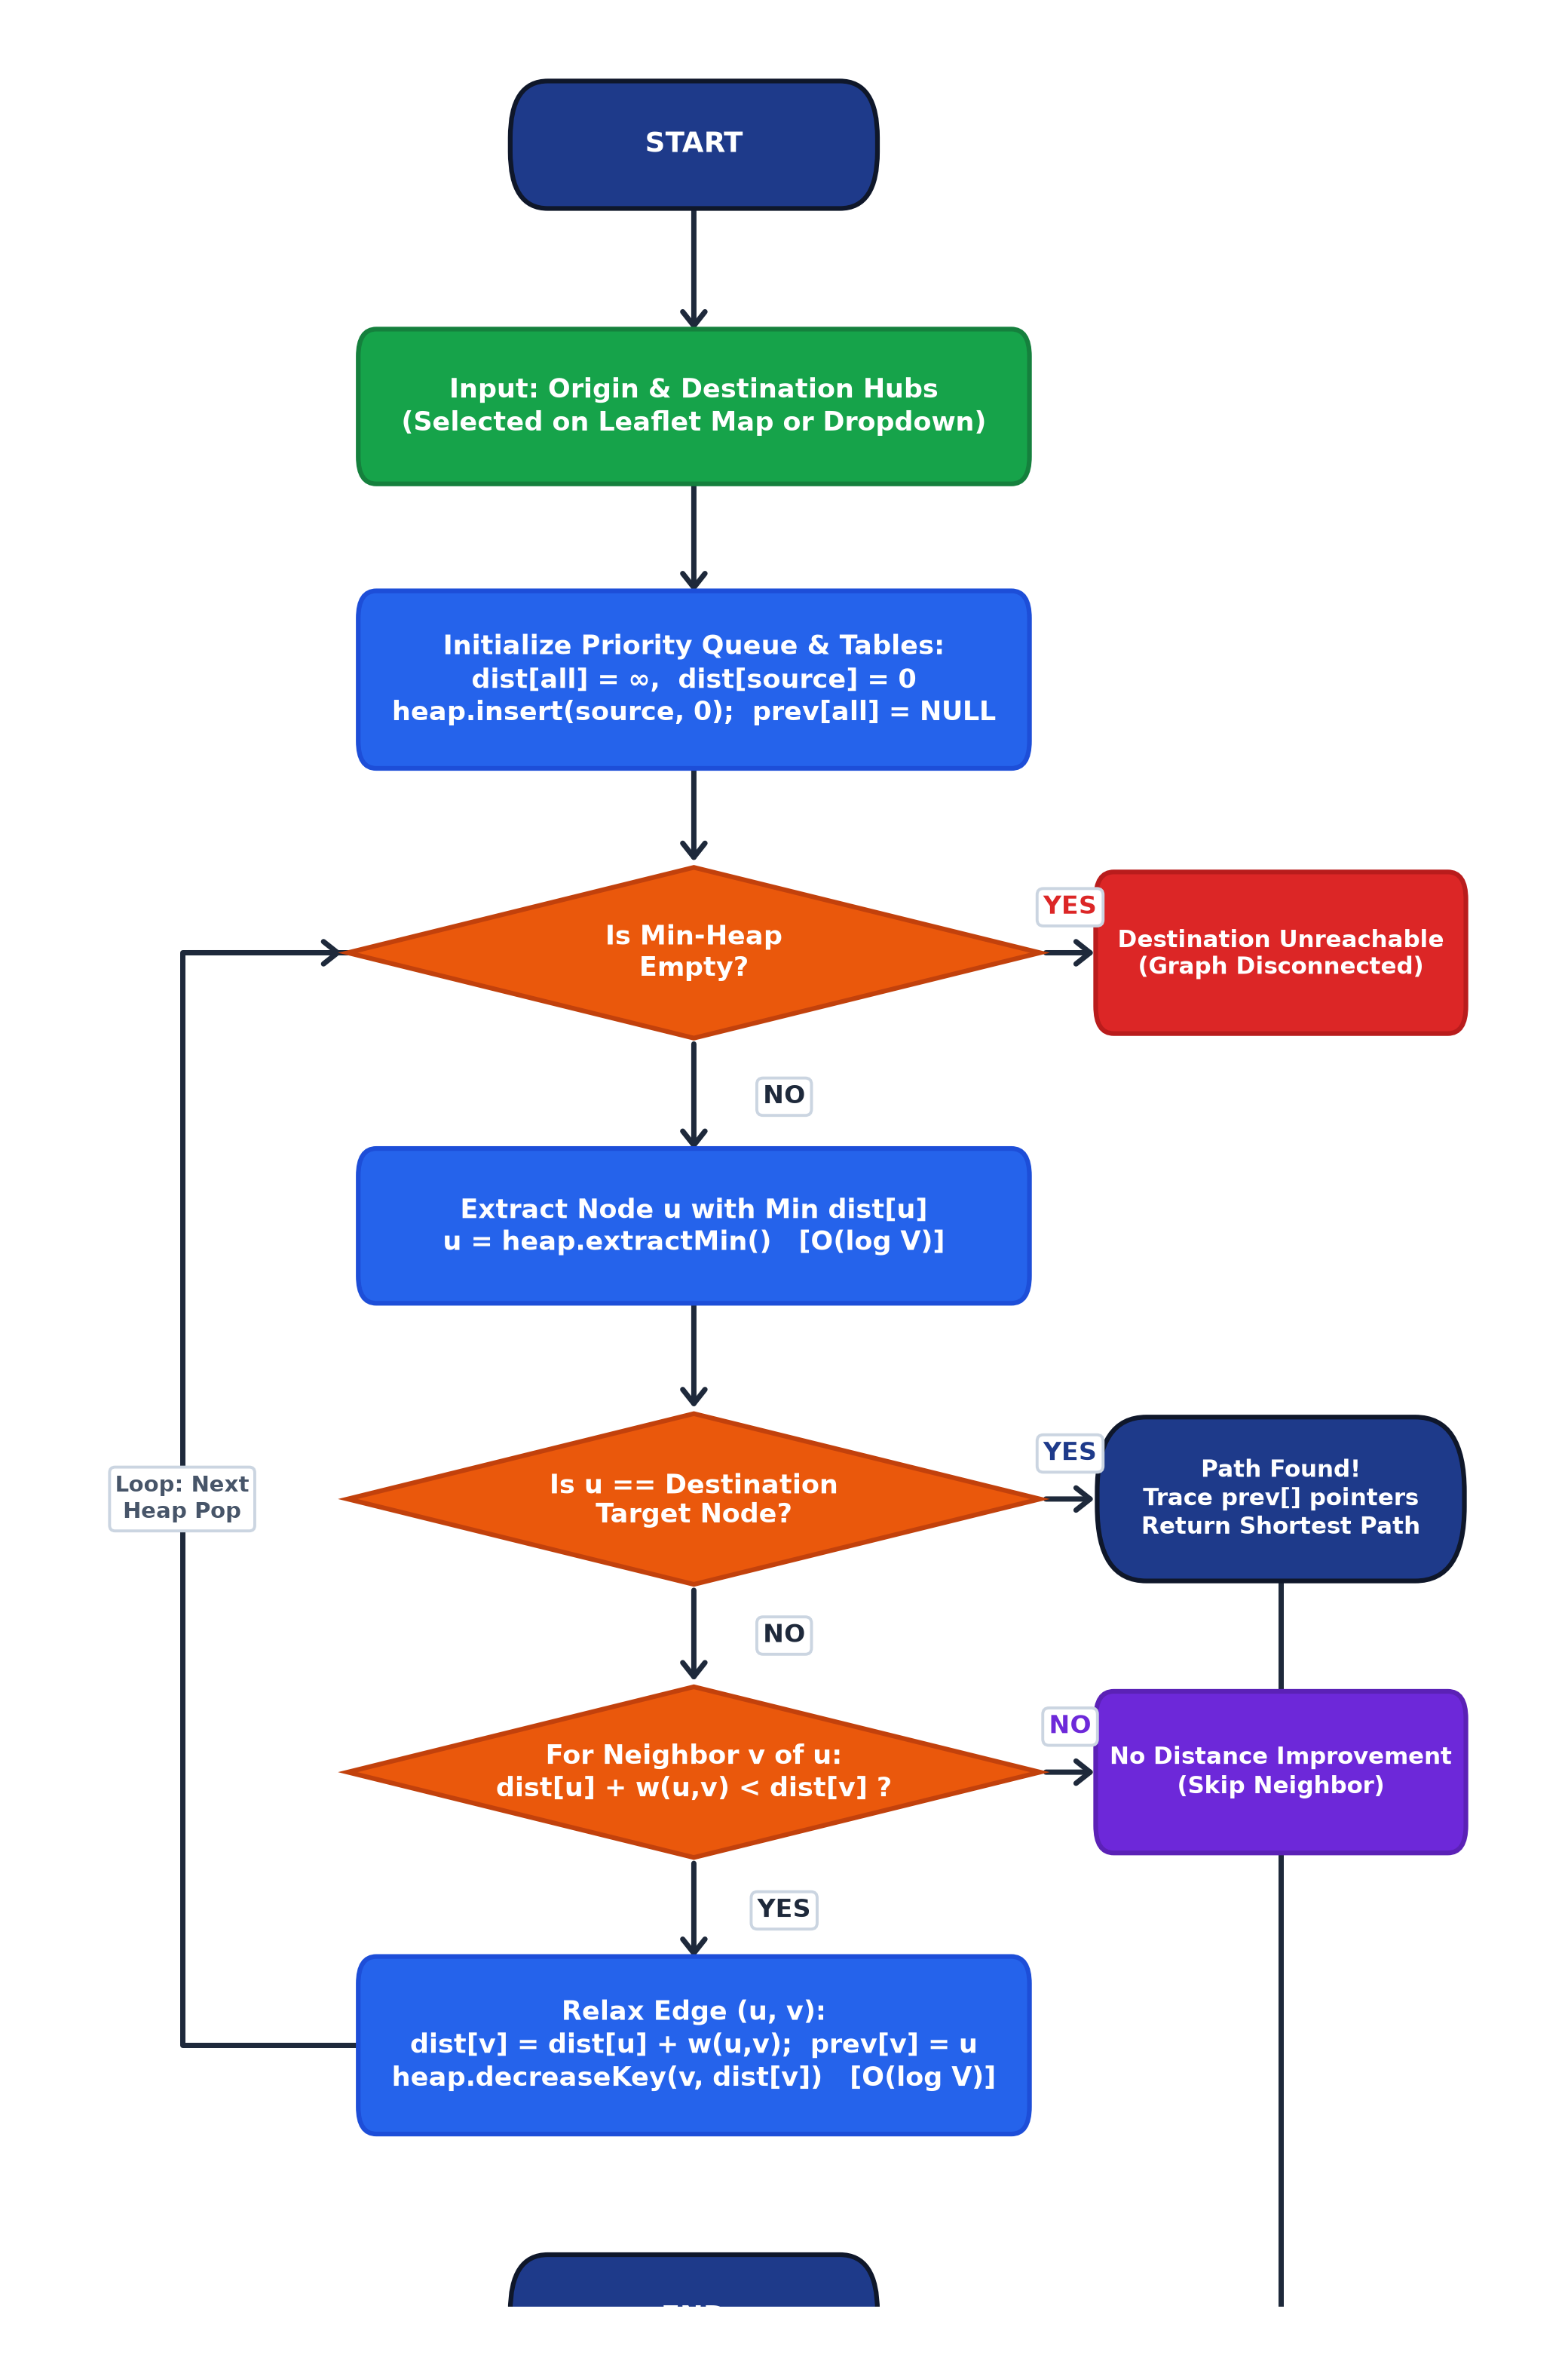 START
Input: Origin & Destination Hubs
(Selected on Leaflet Map or Dropdown)
Initialize Priority Queue & Tables:
dist[all] = ∞,  dist[source] = 0
heap.insert(source, 0);  prev[all] = NULL
Is Min-Heap
Empty?
YES
Destination Unreachable
(Graph Disconnected)
NO
Extract Node u with Min dist[u]
u = heap.extractMin()   [O(log V)]
Is u == Destination
Target Node?
YES
Path Found!
Trace prev[] pointers
Return Shortest Path
Loop: Next
Heap Pop
NO
For Neighbor v of u:
dist[u] + w(u,v) < dist[v] ?
NO
No Distance Improvement
(Skip Neighbor)
YES
Relax Edge (u, v):
dist[v] = dist[u] + w(u,v);  prev[v] = u
heap.decreaseKey(v, dist[v])   [O(log V)]